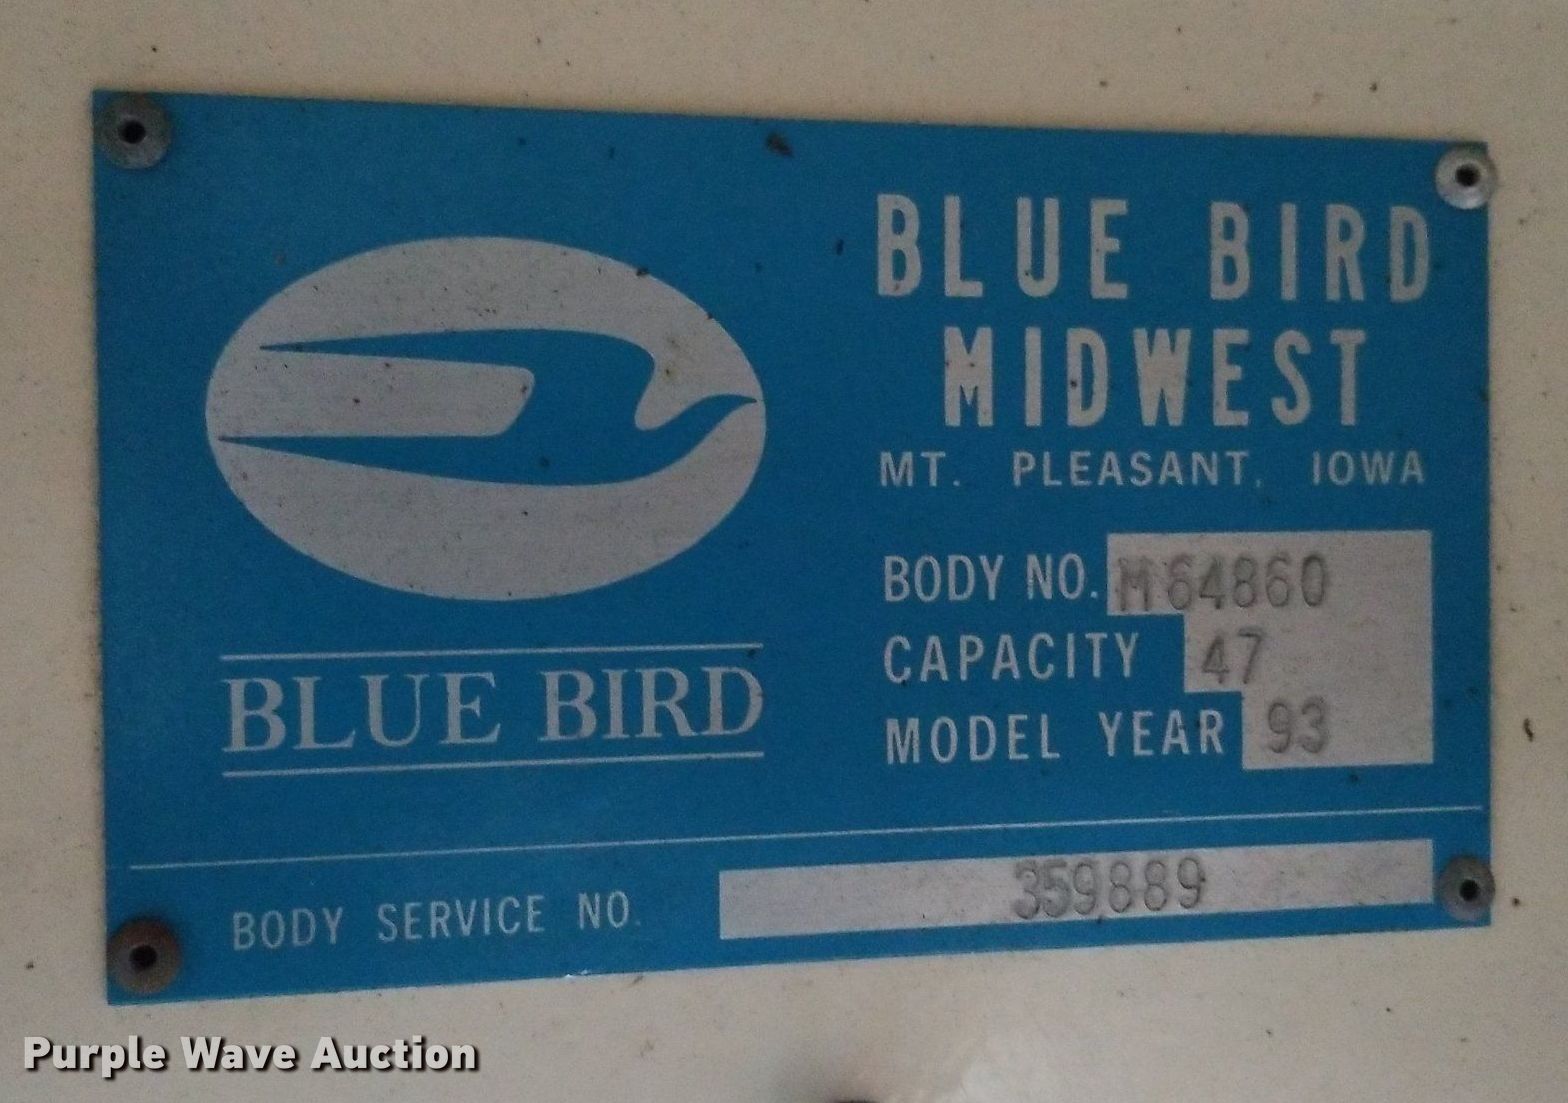 BLUE BIRD
MIDWEST
MT. PLEASANT, IOWA
BODY NO. M64860
CAPACITY 47
MODEL YEAR 93
BLUE BIRD
BODY SERVICE NO. 359889
Purple Wave Auction